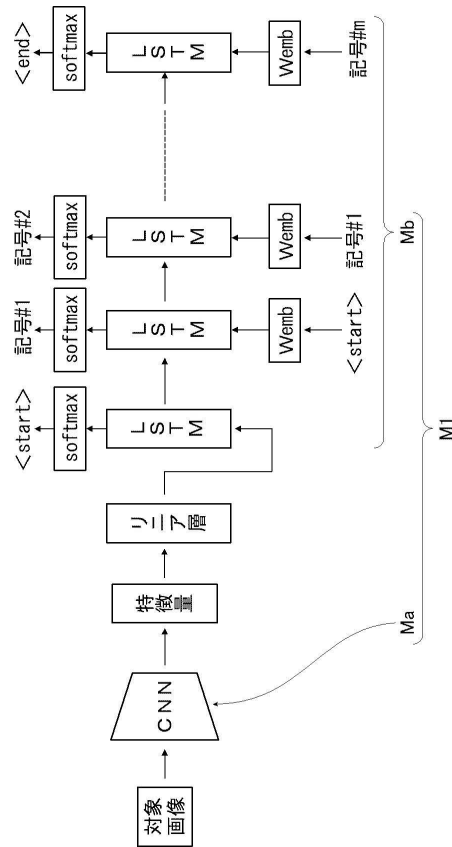 対象
画像
CNN
特徴
量
リニア
層
LSTM
softmax
<start>
LSTM
softmax
記号#1
Wemb
<start>
LSTM
softmax
記号#2
Wemb
記号#1
LSTM
softmax
<end>
Wemb
記号#m
Ma
Mb
M1